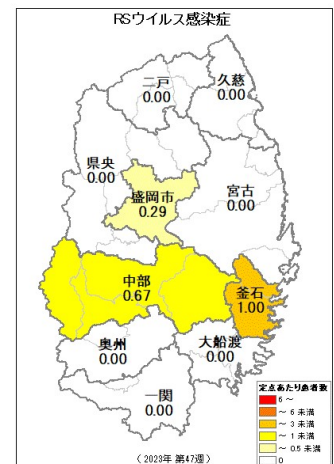 RSウイルス感染症
二戸
0.00
久慈
0.00
県央
0.00
盛岡市
0.29
宮古
0.00
中部
0.67
釜石
1.00
奥州
0.00
大船渡
0.00
一関
0.00
定点あたり患者数
6 ~
~ 6 未満
~ 3 未満
~ 1 未満
~ 0.5 未満
0
( 2023年 第47週 )